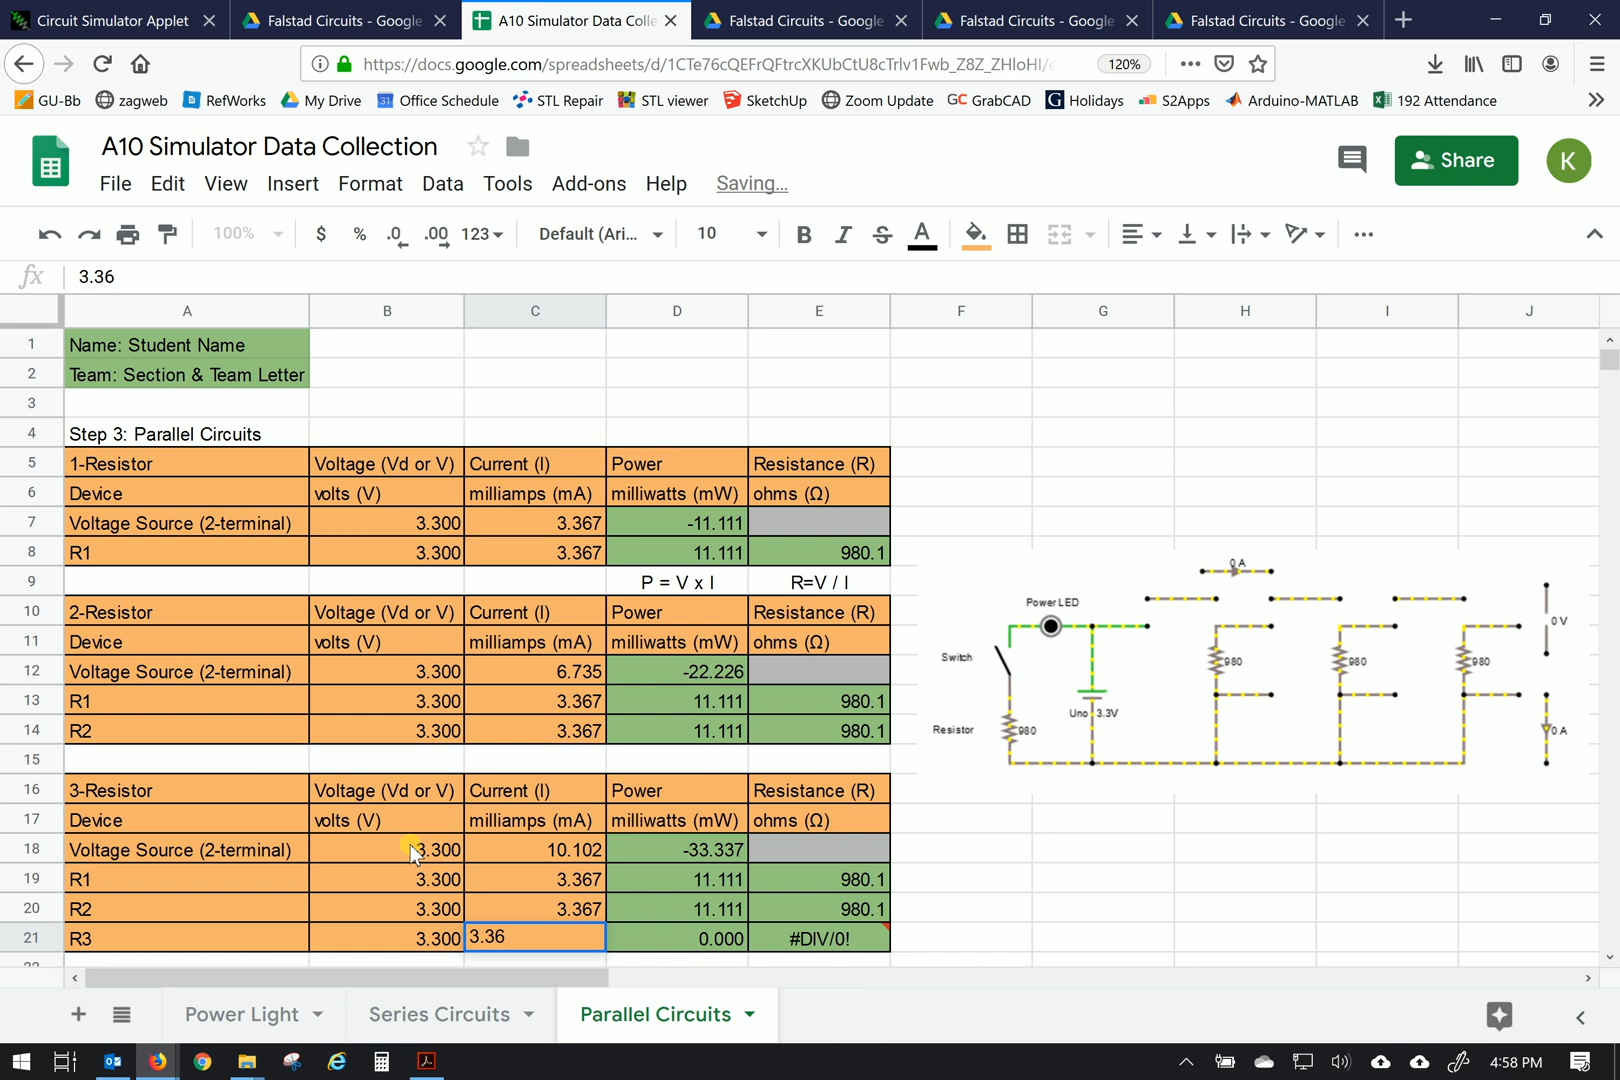 Circuit Simulator Applet
Falstad Circuits - Google
A10 Simulator Data Colle
Falstad Circuits - Google
Falstad Circuits - Google
Falstad Circuits - Google
https://docs.google.com/spreadsheets/d/1CTe76cQEFrQFtrcXKUbCtU8cTrlv1Fwb_Z8Z_ZHloHI/e
120%
GU-Bb zagweb RefWorks My Drive Office Schedule STL Repair STL viewer SketchUp Zoom Update GC GrabCAD Holidays S2Apps Arduino-MATLAB 192 Attendance
A10 Simulator Data Collection
File Edit View Insert Format Data Tools Add-ons Help Saving...
Share
K
100% $ % .0 .00 123 Default (Ari... 10 B I S A
fx 3.36
A B C D E F G H I J
1 Name: Student Name
2 Team: Section & Team Letter
3
4 Step 3: Parallel Circuits
5 1-Resistor Voltage (Vd or V) Current (I) Power Resistance (R)
6 Device volts (V) milliamps (mA) milliwatts (mW) ohms (Ω)
7 Voltage Source (2-terminal) 3.300 3.367 -11.111
8 R1 3.300 3.367 11.111 980.1
9 P = V x I R=V / I
10 2-Resistor Voltage (Vd or V) Current (I) Power Resistance (R)
11 Device volts (V) milliamps (mA) milliwatts (mW) ohms (Ω)
12 Voltage Source (2-terminal) 3.300 6.735 -22.226
13 R1 3.300 3.367 11.111 980.1
14 R2 3.300 3.367 11.111 980.1
15
16 3-Resistor Voltage (Vd or V) Current (I) Power Resistance (R)
17 Device volts (V) milliamps (mA) milliwatts (mW) ohms (Ω)
18 Voltage Source (2-terminal) 3.300 10.102 -33.337
19 R1 3.300 3.367 11.111 980.1
20 R2 3.300 3.367 11.111 980.1
21 R3 3.300 3.36 0.000 #DIV/0!
0 A
Power LED
0 V
Switch
980 980 980
Uno 3.3V
Resistor 980
0 A
Power Light Series Circuits Parallel Circuits
4:58 PM